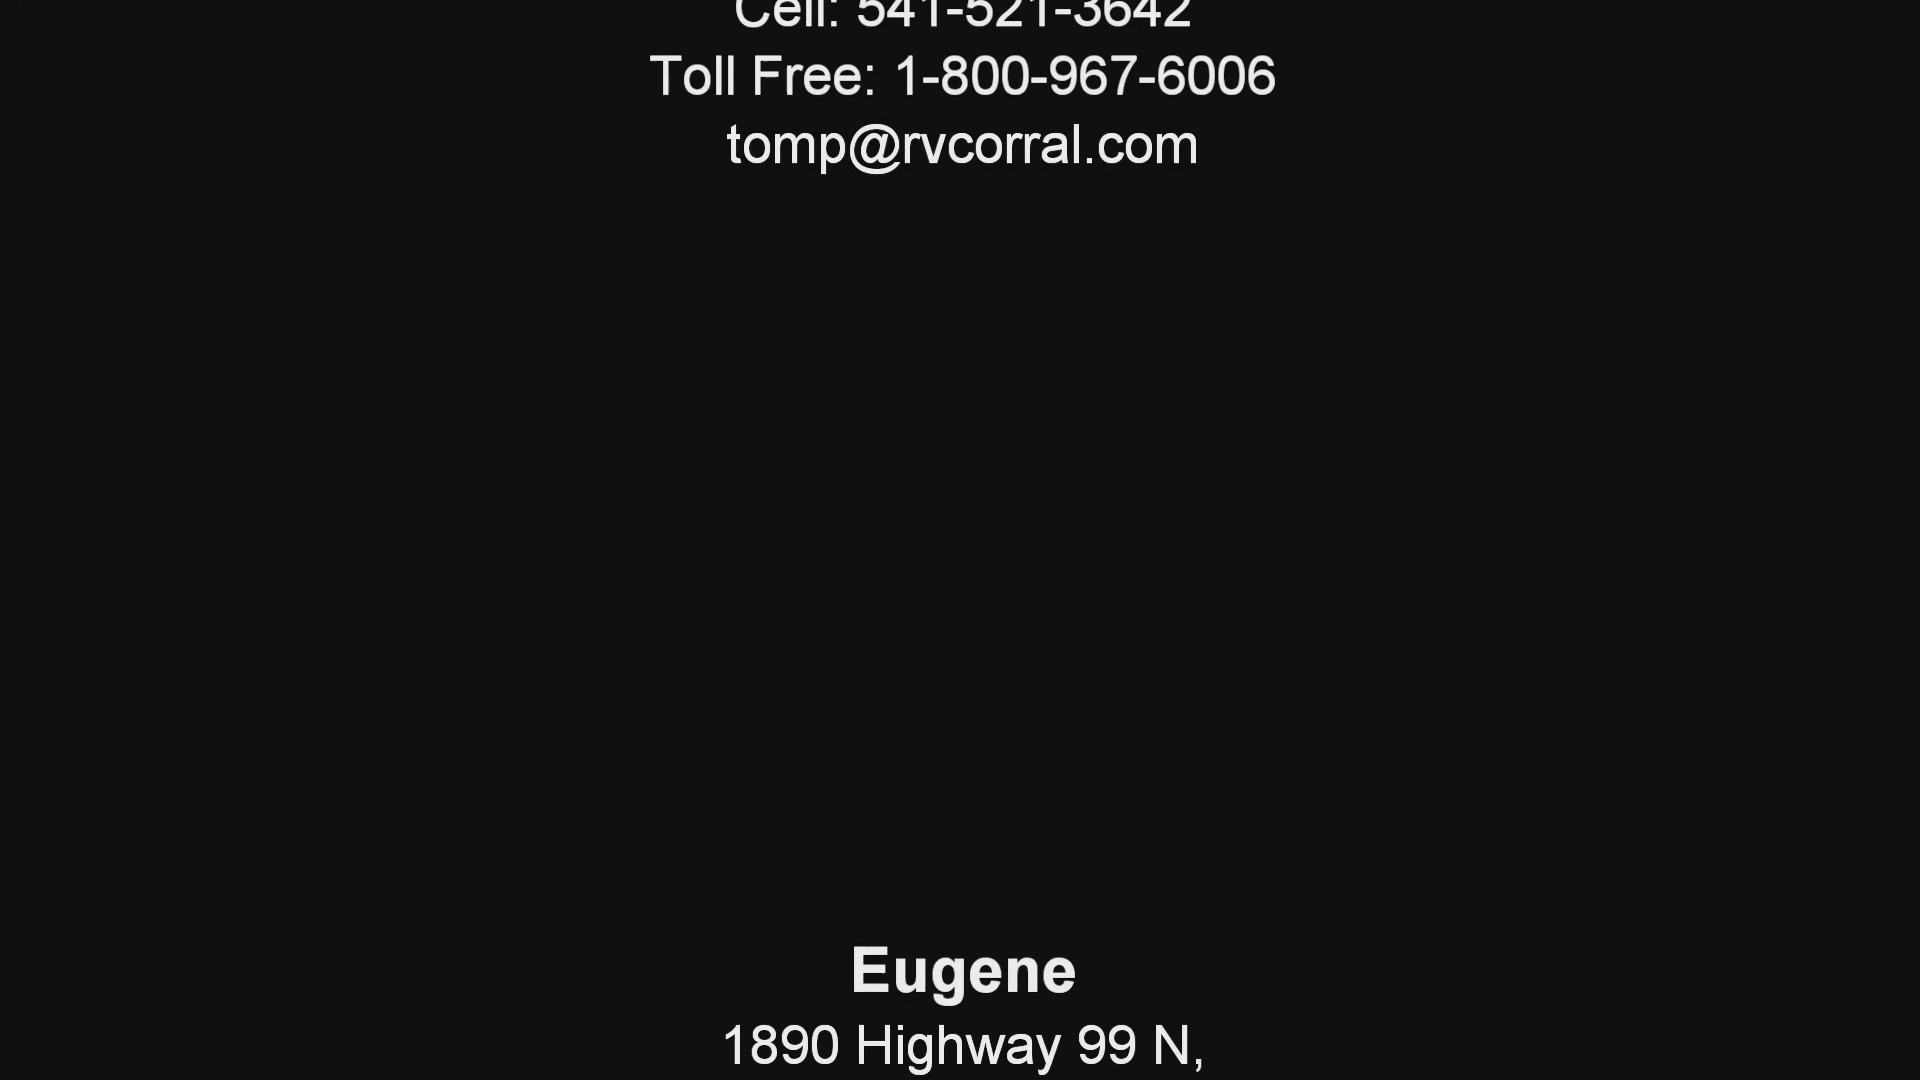 Cell: 541-521-3642
Toll Free: 1-800-967-6006
tomp@rvcorral.com
Eugene
1890 Highway 99 N,